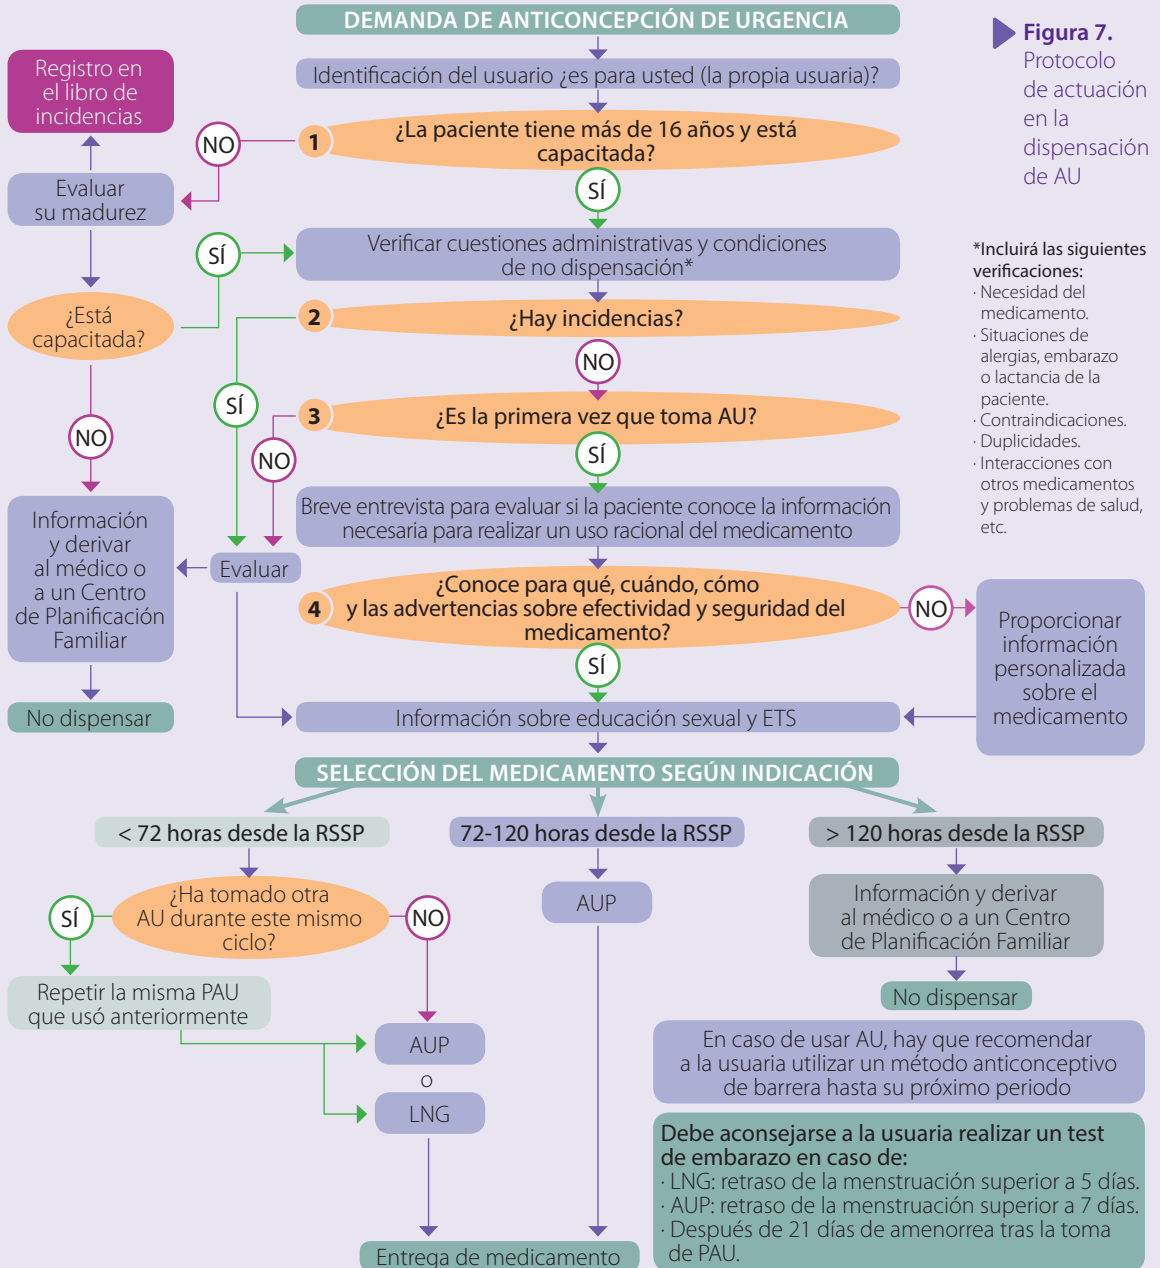 DEMANDA DE ANTICONCEPCIÓN DE URGENCIA
Figura 7.
Protocolo
de actuación
en la
dispensación
de AU
Identificación del usuario ¿es para usted (la propia usuaria)?
Registro en
el libro de
incidencias
NO
1
¿La paciente tiene más de 16 años y está
capacitada?
SÍ
Evaluar
su madurez
SÍ
Verificar cuestiones administrativas y condiciones
de no dispensación*
*Incluirá las siguientes
verificaciones:
· Necesidad del
medicamento.
· Situaciones de
alergias, embarazo
o lactancia de la
paciente.
· Contraindicaciones.
· Duplicidades.
· Interacciones con
otros medicamentos
y problemas de salud,
etc.
¿Está
capacitada?
2
¿Hay incidencias?
NO
SÍ
3
¿Es la primera vez que toma AU?
NO
NO
SÍ
Breve entrevista para evaluar si la paciente conoce la información
necesaria para realizar un uso racional del medicamento
Información
y derivar
al médico o
a un Centro
de Planificación
Familiar
Evaluar
4
¿Conoce para qué, cuándo, cómo
y las advertencias sobre efectividad y seguridad del
medicamento?
NO
Proporcionar
información
personalizada
sobre el
medicamento
SÍ
No dispensar
Información sobre educación sexual y ETS
SELECCIÓN DEL MEDICAMENTO SEGÚN INDICACIÓN
< 72 horas desde la RSSP
72-120 horas desde la RSSP
> 120 horas desde la RSSP
SÍ
¿Ha tomado otra
AU durante este mismo
ciclo?
NO
AUP
Información y derivar
al médico o a un Centro
de Planificación Familiar
Repetir la misma PAU
que usó anteriormente
No dispensar
AUP
o
LNG
En caso de usar AU, hay que recomendar
a la usuaria utilizar un método anticonceptivo
de barrera hasta su próximo periodo
Debe aconsejarse a la usuaria realizar un test
de embarazo en caso de:
· LNG: retraso de la menstruación superior a 5 días.
· AUP: retraso de la menstruación superior a 7 días.
· Después de 21 días de amenorrea tras la toma
de PAU.
Entrega de medicamento